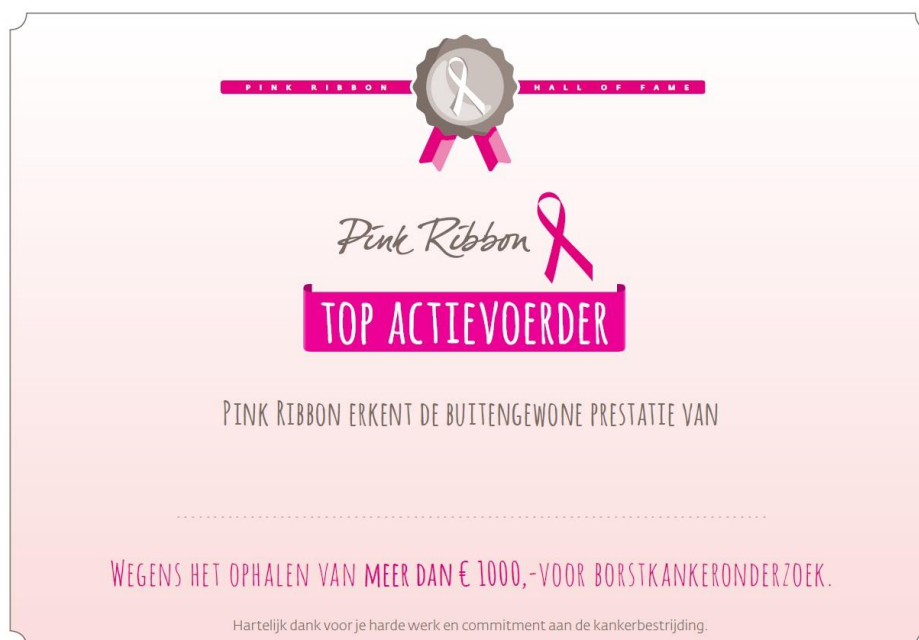 PINK RIBBON HALL OF FAME
Pink Ribbon
TOP ACTIEVOERDER
PINK RIBBON ERKENT DE BUITENGEWONE PRESTATIE VAN
WEGENS HET OPHALEN VAN MEER DAN € 1000,-VOOR BORSTKANKERONDERZOEK.
Hartelijk dank voor je harde werk en commitment aan de kankerbestrijding.